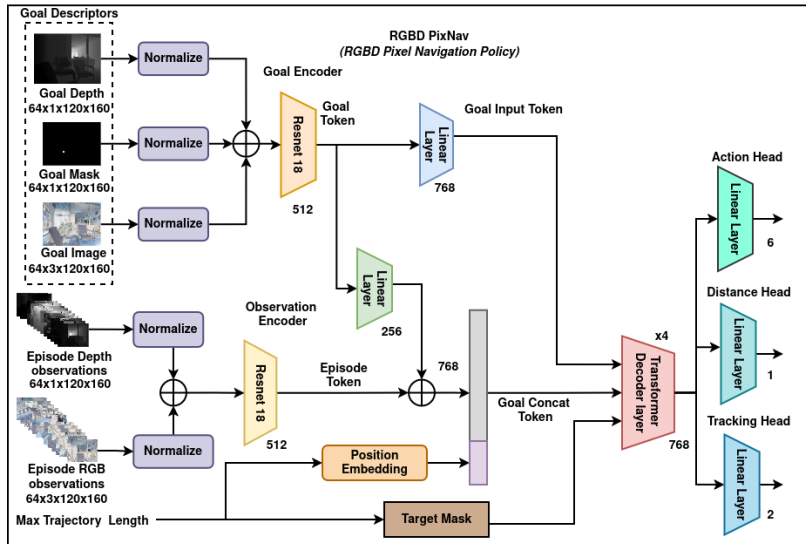 Goal Descriptors
RGBD PixNav
(RGBD Pixel Navigation Policy)
Normalize
Goal Depth
64x1x120x160
Goal Encoder
Goal
Token
Resnet 18
512
Linear
Layer
768
Goal Input Token
Normalize
Goal Mask
64x1x120x160
Normalize
Goal Image
64x3x120x160
Linear
Layer
256
Action Head
Linear Layer
6
Episode Depth
observations
64x1x120x160
Normalize
Observation
Encoder
Resnet 18
512
Episode Token
768
Goal Concat
Token
x4
Transformer
Decoder layer
768
Distance Head
Linear Layer
1
Episode RGB
observations
64x3x120x160
Normalize
Position
Embedding
Tracking Head
Linear Layer
2
Max Trajectory Length
Target Mask